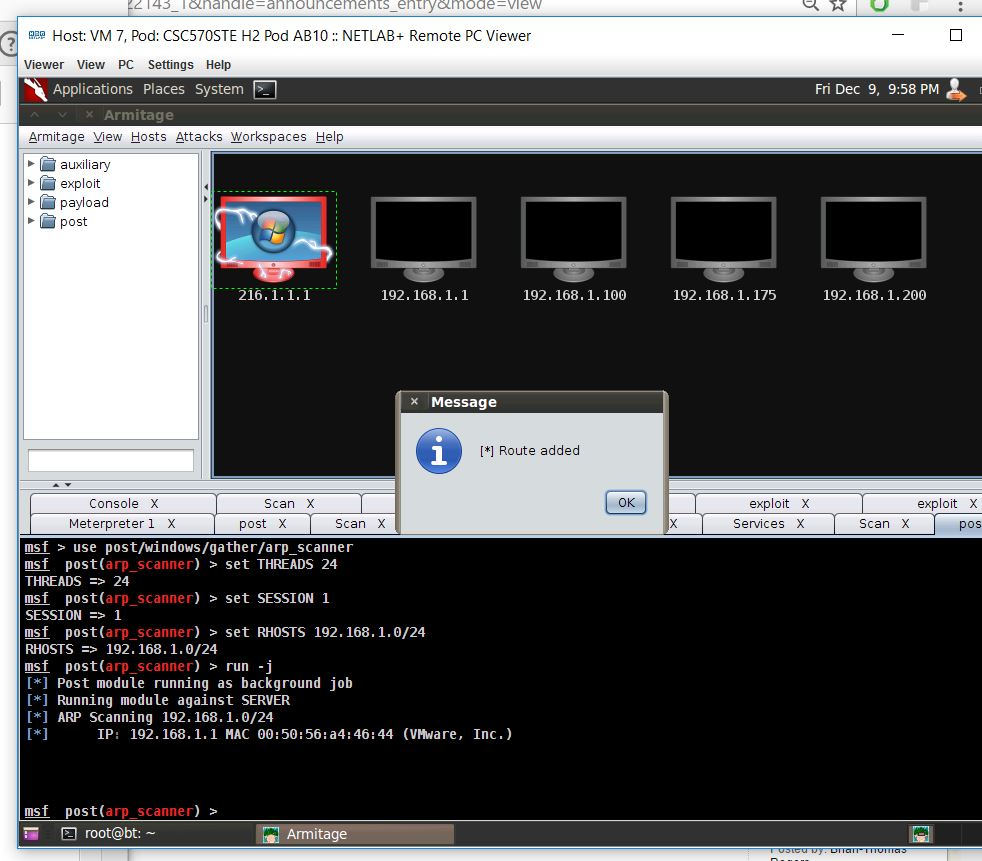 22143_1&handle=announcements_entry&mode=view
Host: VM 7, Pod: CSC570STE H2 Pod AB10 :: NETLAB+ Remote PC Viewer
Viewer View PC Settings Help
Applications Places System Fri Dec 9, 9:58 PM
Armitage
Armitage View Hosts Attacks Workspaces Help
auxiliary
exploit
payload
post
216.1.1.1 192.168.1.1 192.168.1.100 192.168.1.175 192.168.1.200
Message
[*] Route added
OK
Console X Scan X exploit X exploit X
Meterpreter 1 X post X Scan X X Services X Scan X pos
msf > use post/windows/gather/arp_scanner
msf post(arp_scanner) > set THREADS 24
THREADS => 24
msf post(arp_scanner) > set SESSION 1
SESSION => 1
msf post(arp_scanner) > set RHOSTS 192.168.1.0/24
RHOSTS => 192.168.1.0/24
msf post(arp_scanner) > run -j
[*] Post module running as background job
[*] Running module against SERVER
[*] ARP Scanning 192.168.1.0/24
[*] IP: 192.168.1.1 MAC 00:50:56:a4:46:44 (VMware, Inc.)
msf post(arp_scanner) >
root@bt: ~ Armitage
Posted by: Brian-Thomas